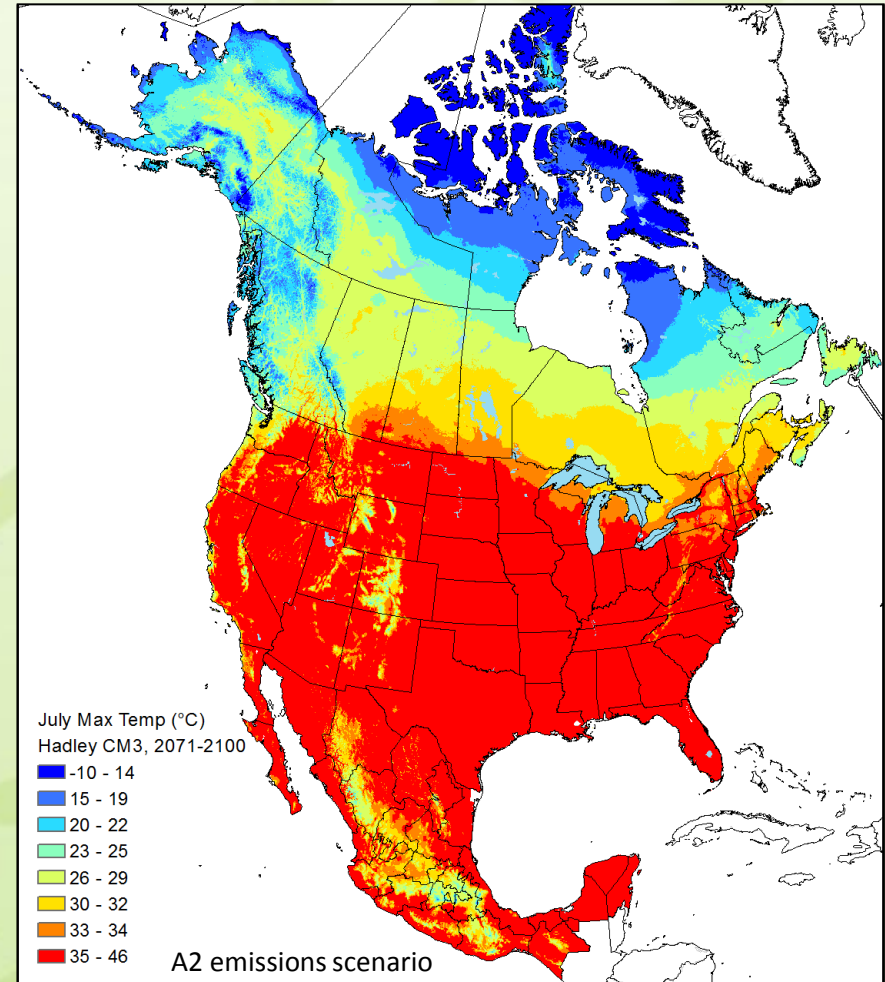 July Max Temp (°C)
Hadley CM3, 2071-2100
-10 - 14
15 - 19
20 - 22
23 - 25
26 - 29
30 - 32
33 - 34
35 - 46
A2 emissions scenario